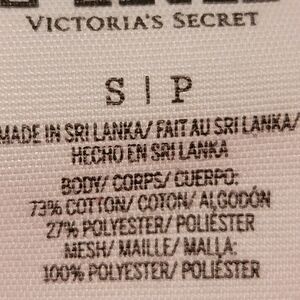 VICTORIA'S SECRET
S | P
MADE IN SRI LANKA/ FAIT AU SRI LANKA/
HECHO EN SRI LANKA
BODY/ CORPS/ CUERPO:
73% COTTON/ COTON/ ALGODÓN
27% POLYESTER/ POLIÉSTER
MESH/ MAILLE/ MALLA:
100% POLYESTER/ POLIÉSTER